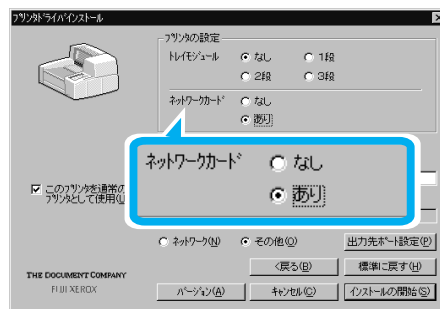 プリンタドライバインストール
プリンタの設定
トレイモジュール なし 1段
2段 3段
ネットワークカード なし
あり
ネットワークカード なし
あり
このプリンタを通常の
プリンタとして使用(U)
ネットワーク(N) その他(O) 出力先ポート設定(P)
<戻る(B) 標準に戻す(H)
THE DOCUMENT COMPANY
FUJI XEROX
バージョン(A) キャンセル(C) インストールの開始(S)